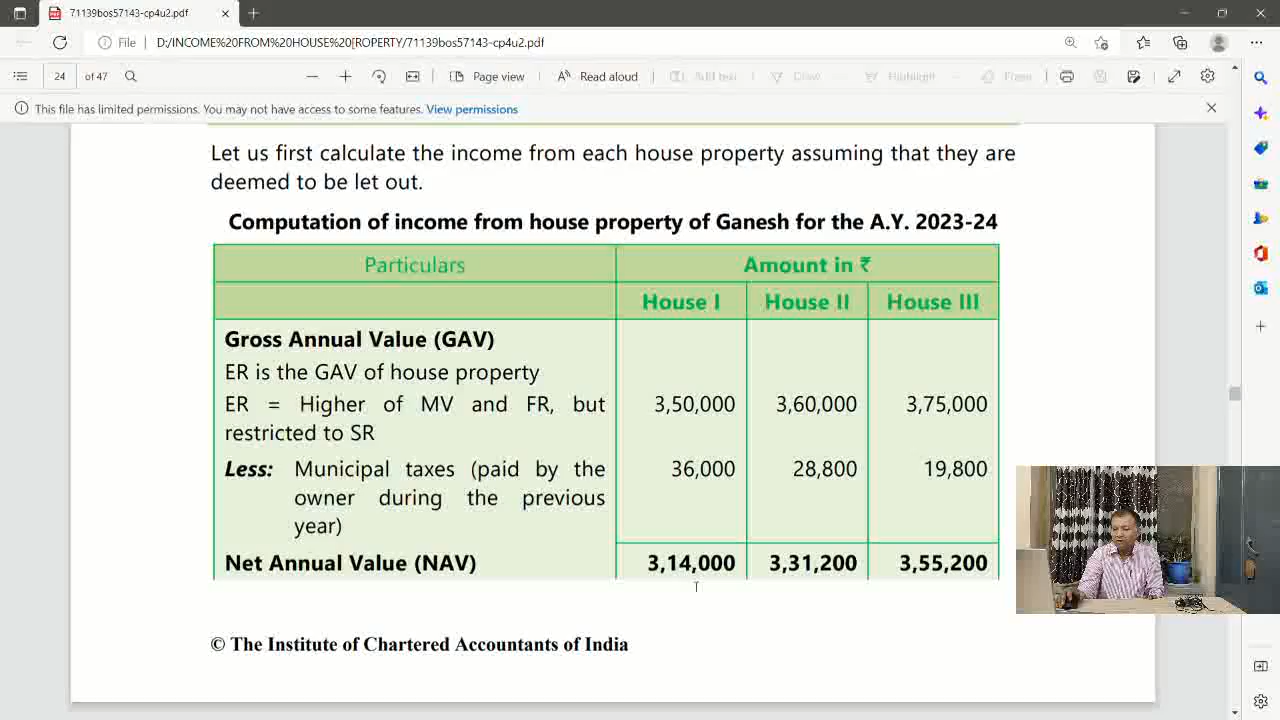 71139bos57143-cp4u2.pdf
File D:/INCOME%20FROM%20HOUSE%20[ROPERTY/71139bos57143-cp4u2.pdf
24 of 47 Page view Read aloud Add text Draw Highlight Erase
This file has limited permissions. You may not have access to some features. View permissions
Let us first calculate the income from each house property assuming that they are
deemed to be let out.
Computation of income from house property of Ganesh for the A.Y. 2023-24
Particulars Amount in ₹
House I House II House III
Gross Annual Value (GAV)
ER is the GAV of house property
ER = Higher of MV and FR, but 3,50,000 3,60,000 3,75,000
restricted to SR
Less: Municipal taxes (paid by the 36,000 28,800 19,800
owner during the previous
year)
Net Annual Value (NAV) 3,14,000 3,31,200 3,55,200
© The Institute of Chartered Accountants of India